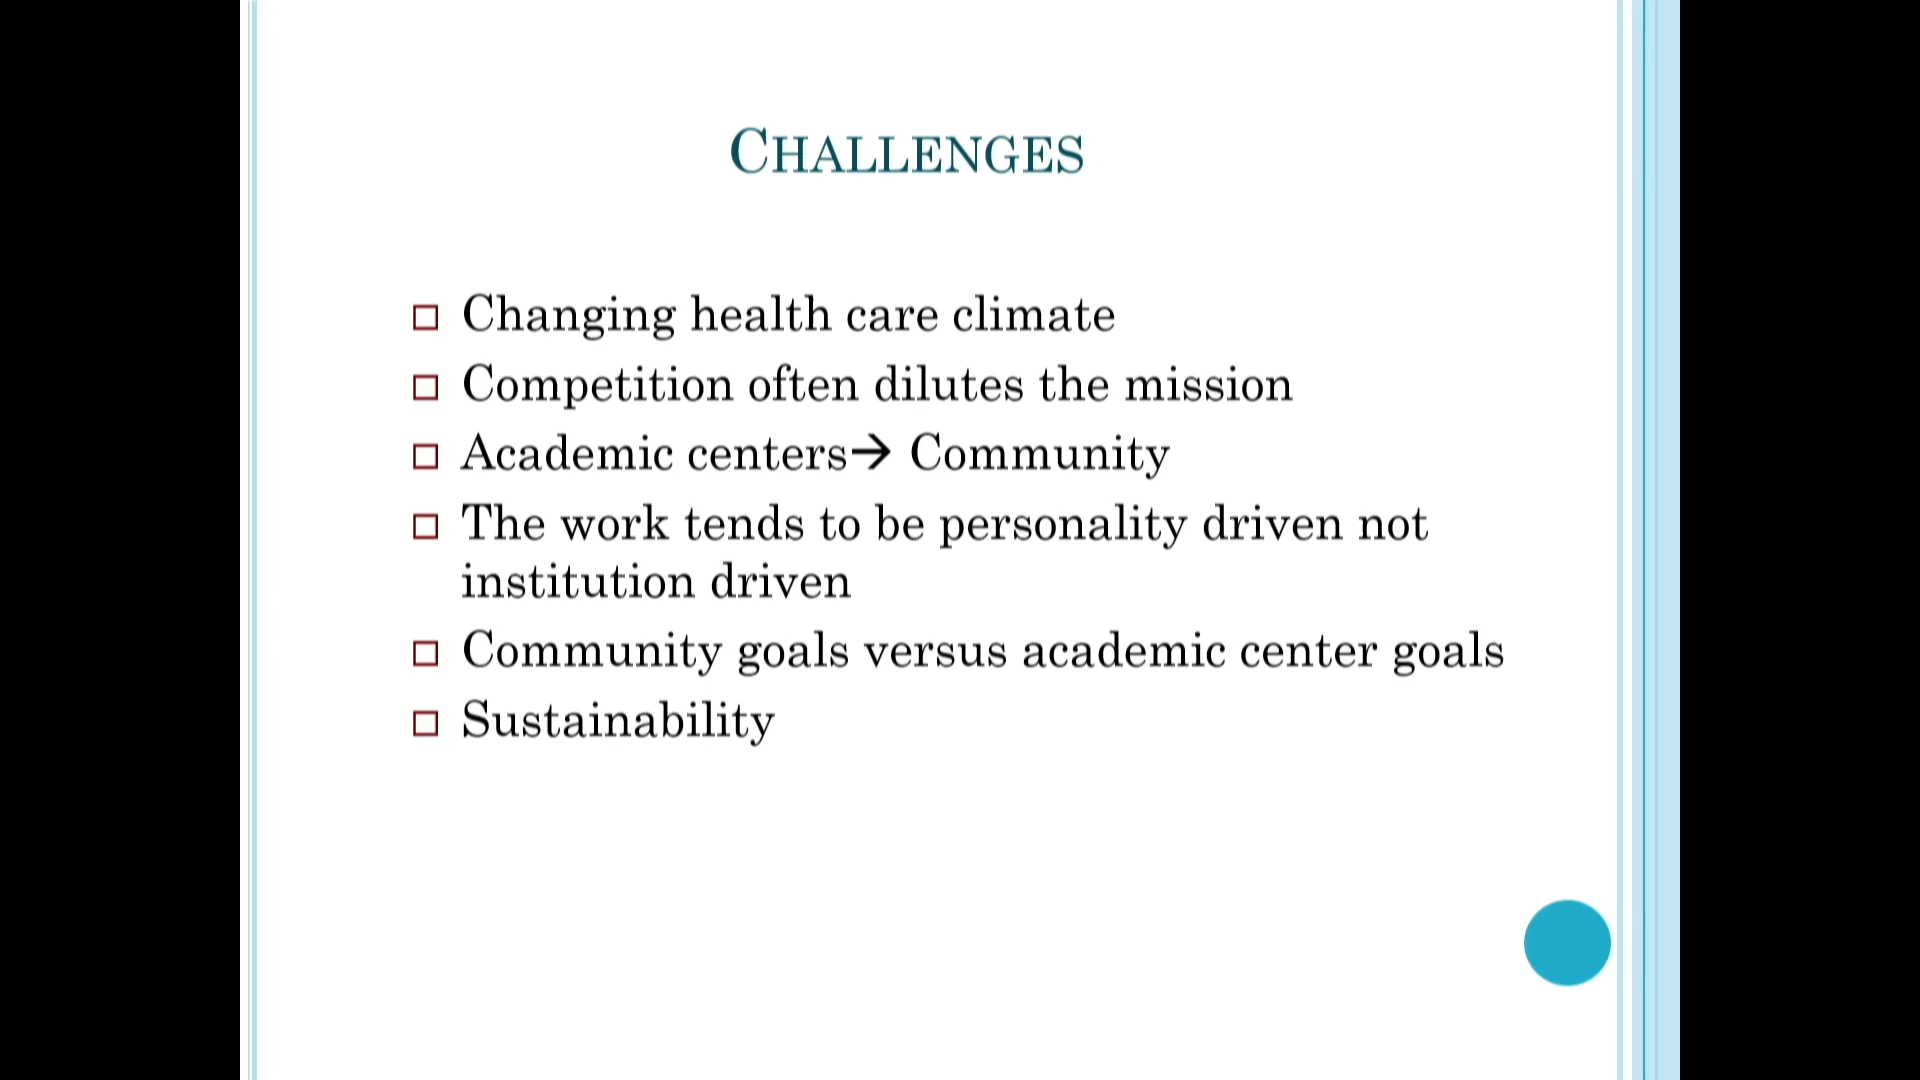 CHALLENGES
Changing health care climate
Competition often dilutes the mission
Academic centers→ Community
The work tends to be personality driven not
institution driven
Community goals versus academic center goals
Sustainability